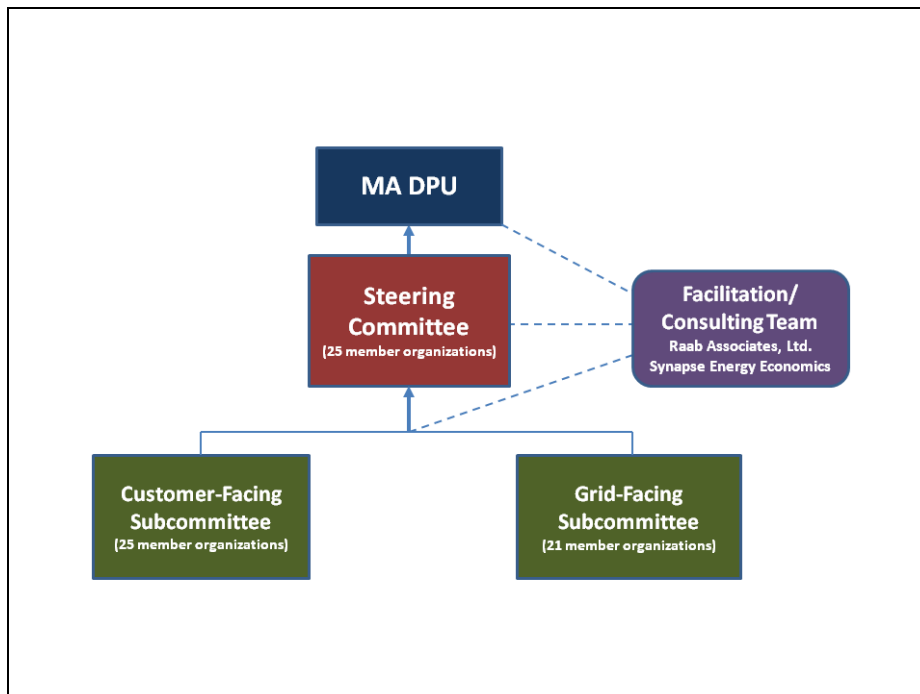 MA DPU
Steering
Committee
(25 member organizations)
Facilitation/
Consulting Team
Raab Associates, Ltd.
Synapse Energy Economics
Customer-Facing
Subcommittee
(25 member organizations)
Grid-Facing
Subcommittee
(21 member organizations)